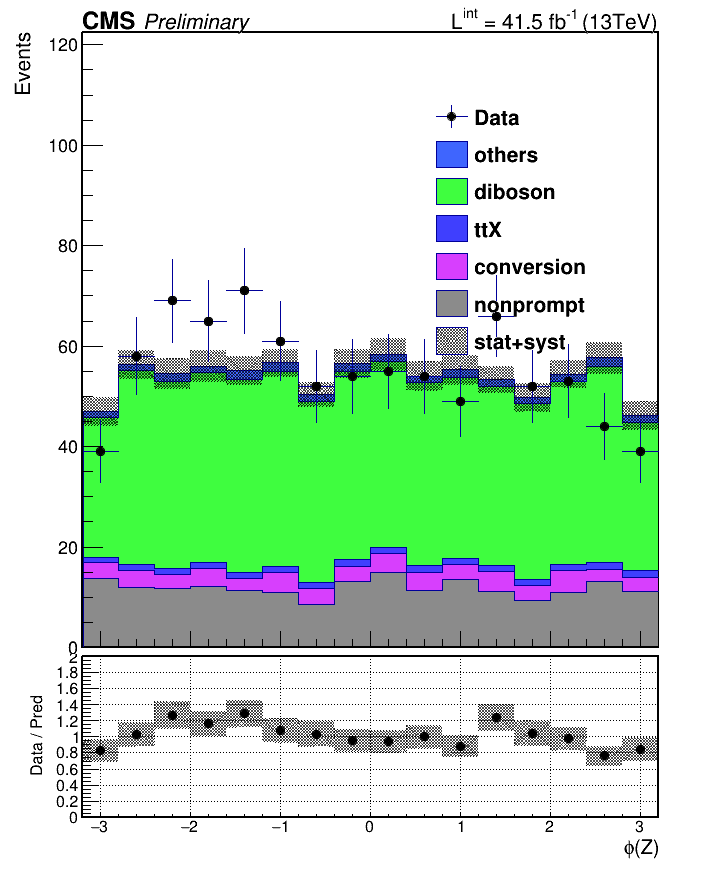 CMS Preliminary
L^int = 41.5 fb^-1 (13TeV)
Events
120
100
80
60
40
20
0
Data
others
diboson
ttX
conversion
nonprompt
stat+syst
Data / Pred
2
1.8
1.6
1.4
1.2
1
0.8
0.6
0.4
0.2
0
−3 −2 −1 0 1 2 3
ϕ(Z)